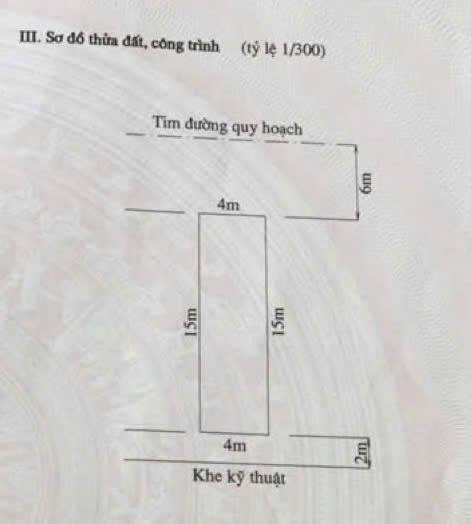 III. Sơ đồ thửa đất, công trình (tỷ lệ 1/300)
Tim đường quy hoạch
6m
4m
15m
15m
4m
2m
Khe kỹ thuật